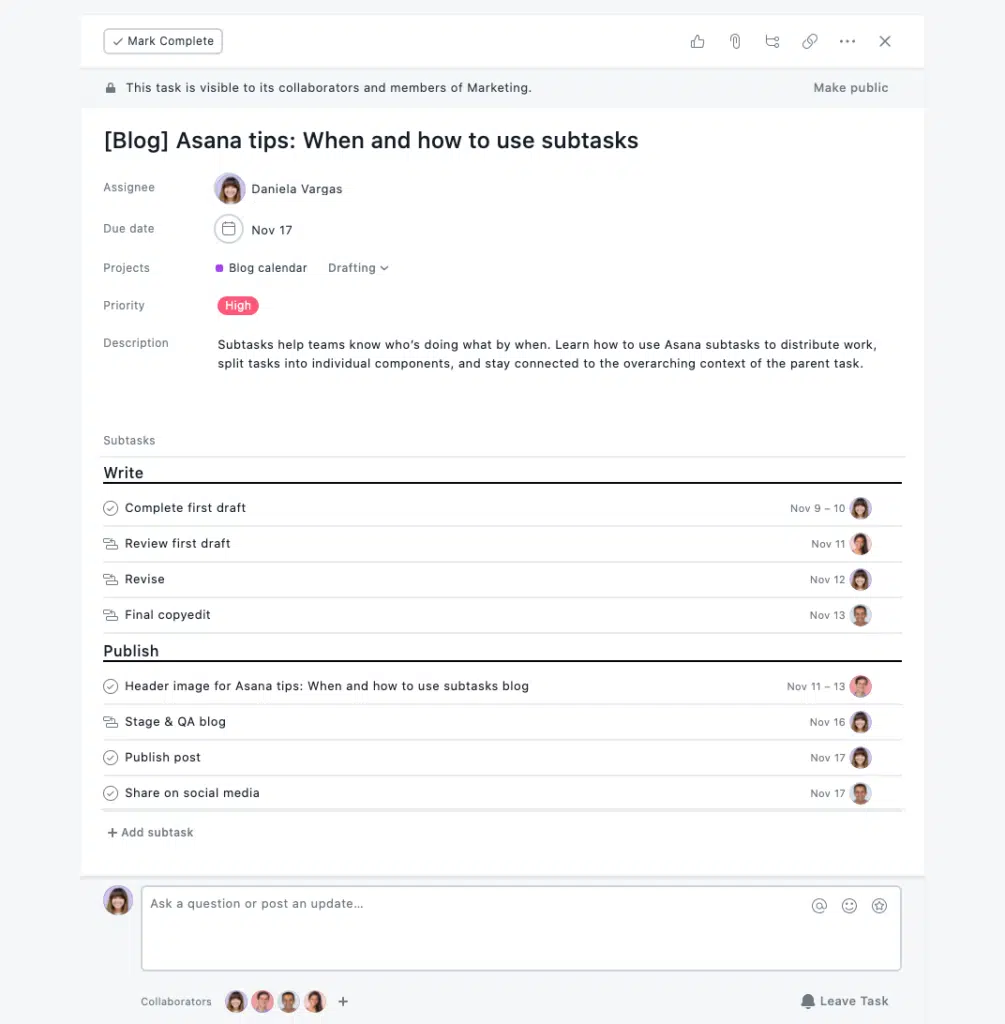 Mark Complete
This task is visible to its collaborators and members of Marketing. Make public
[Blog] Asana tips: When and how to use subtasks
Assignee Daniela Vargas
Due date Nov 17
Projects Blog calendar Drafting
Priority High
Description Subtasks help teams know who's doing what by when. Learn how to use Asana subtasks to distribute work,
split tasks into individual components, and stay connected to the overarching context of the parent task.
Subtasks
Write
Complete first draft Nov 9 – 10
Review first draft Nov 11
Revise Nov 12
Final copyedit Nov 13
Publish
Header image for Asana tips: When and how to use subtasks blog Nov 11 – 13
Stage & QA blog Nov 16
Publish post Nov 17
Share on social media Nov 17
+ Add subtask
Ask a question or post an update...
Collaborators + Leave Task